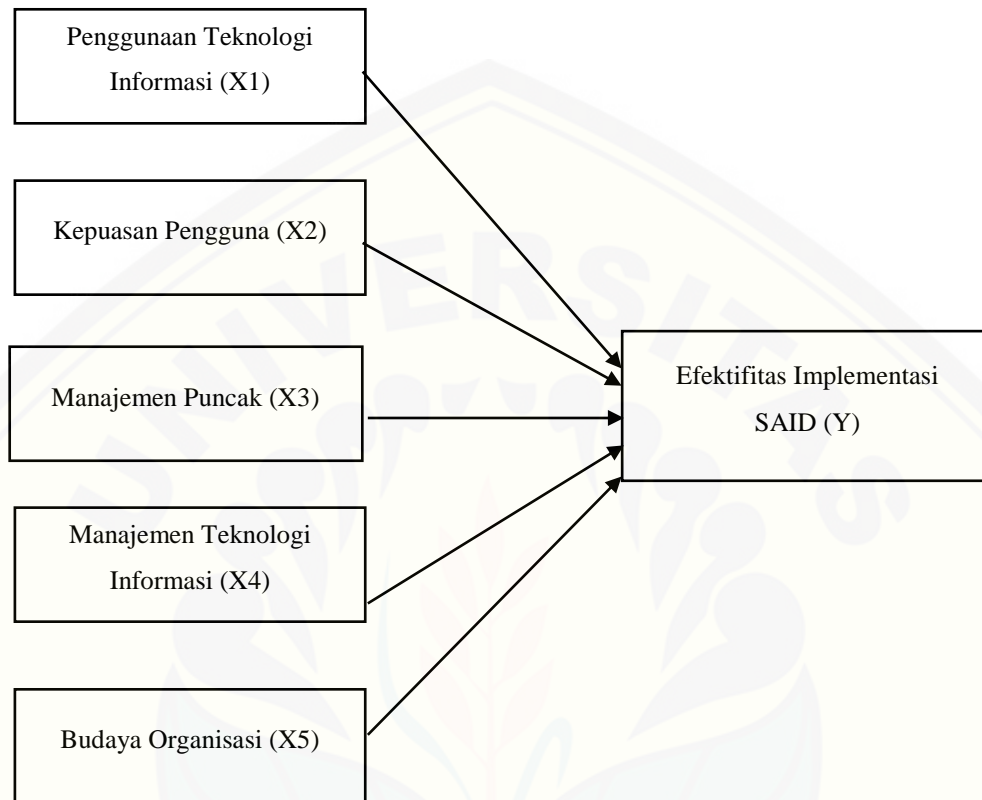 Penggunaan Teknologi
Informasi (X1)
Kepuasan Pengguna (X2)
Manajemen Puncak (X3)
Manajemen Teknologi
Informasi (X4)
Budaya Organisasi (X5)
Efektifitas Implementasi
SAID (Y)
UNIVERSITAS